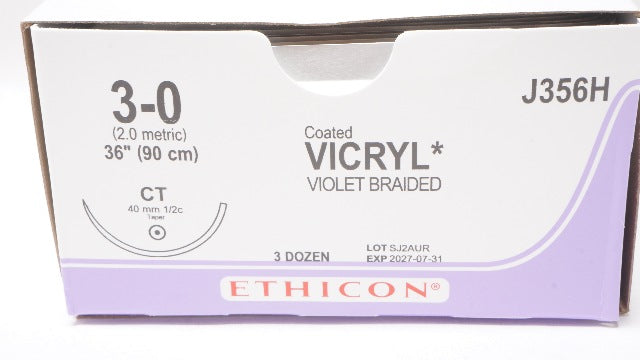 3-0
(2.0 metric)
36" (90 cm)
CT
40 mm 1/2c
Taper
Coated
VICRYL*
VIOLET BRAIDED
J356H
3 DOZEN
LOT SJ2AUR
EXP 2027-07-31
ETHICON®